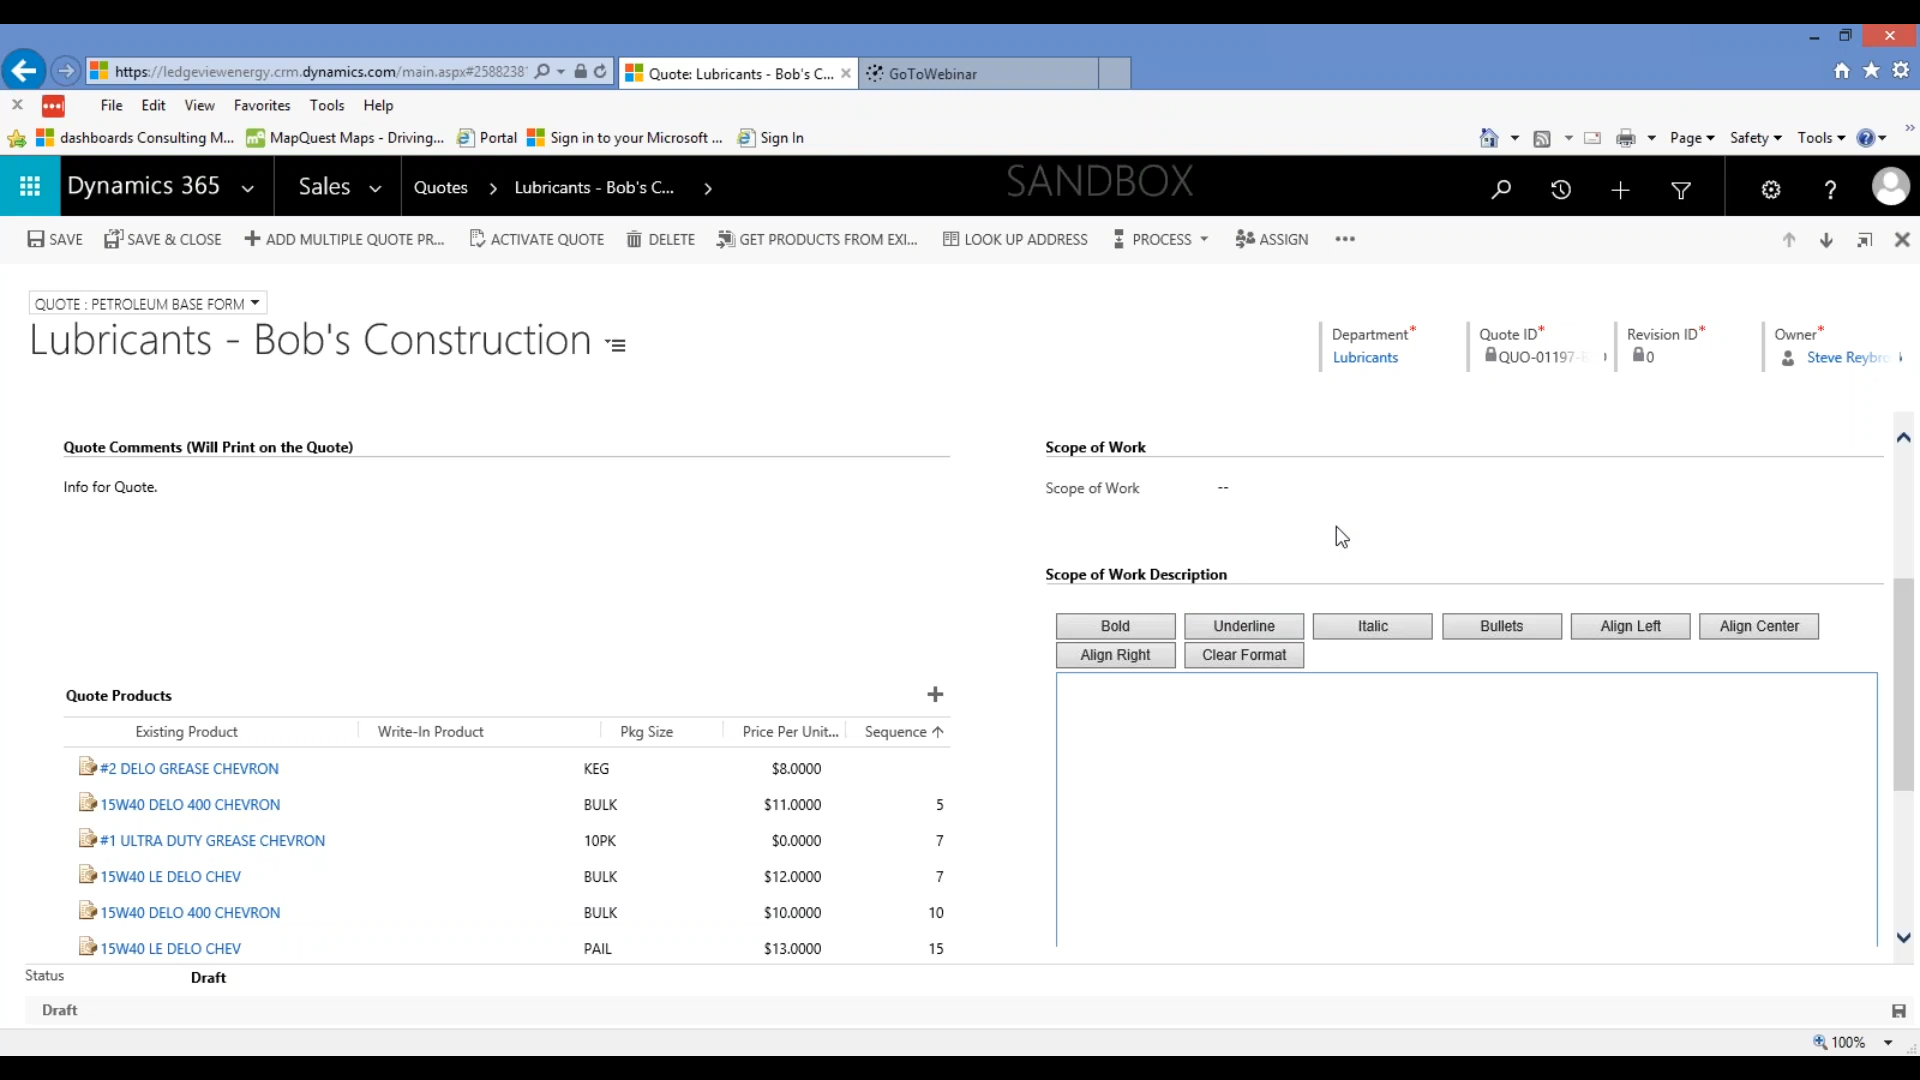 https://ledgeviewenergy.crm.dynamics.com/main.aspx#2588238
Quote: Lubricants - Bob's C...
GoToWebinar
File Edit View Favorites Tools Help
dashboards Consulting M... MapQuest Maps - Driving... Portal Sign in to your Microsoft ... Sign In Page Safety Tools
Dynamics 365 Sales Quotes Lubricants - Bob's C... SANDBOX
SAVE SAVE & CLOSE ADD MULTIPLE QUOTE PR... ACTIVATE QUOTE DELETE GET PRODUCTS FROM EXI... LOOK UP ADDRESS PROCESS ASSIGN
QUOTE : PETROLEUM BASE FORM
Lubricants - Bob's Construction
Department* Quote ID* Revision ID* Owner*
Lubricants QUO-01197- 0 Steve
Quote Comments (Will Print on the Quote)
Info for Quote.
Scope of Work
Scope of Work --
Scope of Work Description
Bold Underline Italic Bullets Align Left Align Center
Align Right Clear Format
Quote Products
Existing Product Write-In Product Pkg Size Price Per Unit... Sequence
#2 DELO GREASE CHEVRON KEG $8.0000
15W40 DELO 400 CHEVRON BULK $11.0000 5
#1 ULTRA DUTY GREASE CHEVRON 10PK $0.0000 7
15W40 LE DELO CHEV BULK $12.0000 7
15W40 DELO 400 CHEVRON BULK $10.0000 10
15W40 LE DELO CHEV PAIL $13.0000 15
Status Draft
Draft
100%